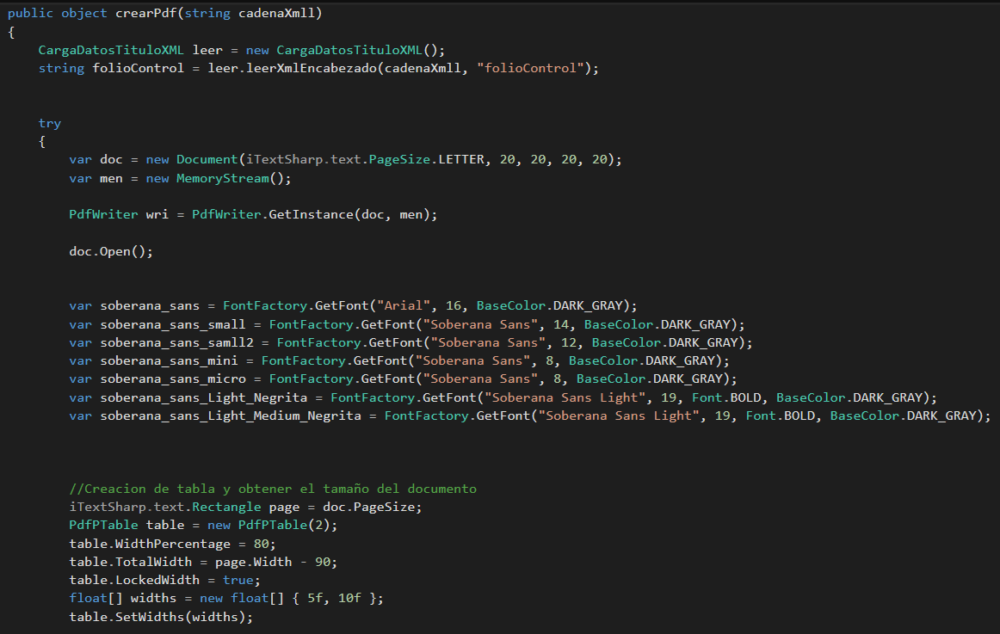 public object crearPdf(string cadenaXmll)
{
CargaDatosTituloXML leer = new CargaDatosTituloXML();
string folioControl = leer.leerXmlEncabezado(cadenaXmll, "folioControl");
try
{
var doc = new Document(iTextSharp.text.PageSize.LETTER, 20, 20, 20, 20);
var men = new MemoryStream();
PdfWriter wri = PdfWriter.GetInstance(doc, men);
doc.Open();
var soberana_sans = FontFactory.GetFont("Arial", 16, BaseColor.DARK_GRAY);
var soberana_sans_small = FontFactory.GetFont("Soberana Sans", 14, BaseColor.DARK_GRAY);
var soberana_sans_samll2 = FontFactory.GetFont("Soberana Sans", 12, BaseColor.DARK_GRAY);
var soberana_sans_mini = FontFactory.GetFont("Soberana Sans", 8, BaseColor.DARK_GRAY);
var soberana_sans_micro = FontFactory.GetFont("Soberana Sans", 8, BaseColor.DARK_GRAY);
var soberana_sans_Light_Negrita = FontFactory.GetFont("Soberana Sans Light", 19, Font.BOLD, BaseColor.DARK_GRAY);
var soberana_sans_Light_Medium_Negrita = FontFactory.GetFont("Soberana Sans Light", 19, Font.BOLD, BaseColor.DARK_GRAY);
//Creacion de tabla y obtener el tamaño del documento
iTextSharp.text.Rectangle page = doc.PageSize;
PdfPTable table = new PdfPTable(2);
table.WidthPercentage = 80;
table.TotalWidth = page.Width - 90;
table.LockedWidth = true;
float[] widths = new float[] { 5f, 10f };
table.SetWidths(widths);